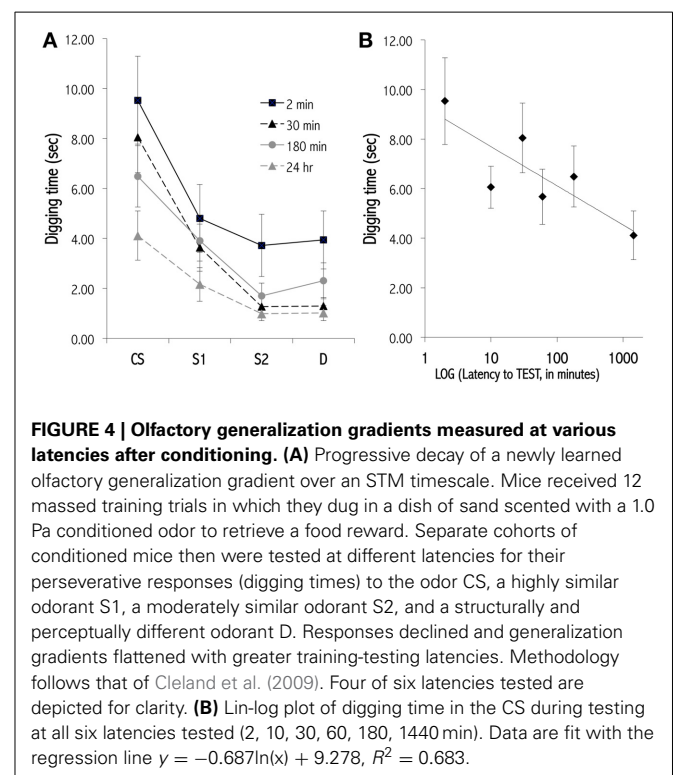 A
B
12.00
10.00
8.00
6.00
4.00
2.00
0.00
Digging time (sec)
2 min
30 min
180 min
24 hr
CS S1 S2 D
12.00
10.00
8.00
6.00
4.00
2.00
0.00
Digging time (sec)
1 10 100 1000
LOG (Latency to TEST, in minutes)
FIGURE 4 | Olfactory generalization gradients measured at various
latencies after conditioning. (A) Progressive decay of a newly learned
olfactory generalization gradient over an STM timescale. Mice received 12
massed training trials in which they dug in a dish of sand scented with a 1.0
Pa conditioned odor to retrieve a food reward. Separate cohorts of
conditioned mice then were tested at different latencies for their
perseverative responses (digging times) to the odor CS, a highly similar
odorant S1, a moderately similar odorant S2, and a structurally and
perceptually different odorant D. Responses declined and generalization
gradients flattened with greater training-testing latencies. Methodology
follows that of Cleland et al. (2009). Four of six latencies tested are
depicted for clarity. (B) Lin-log plot of digging time in the CS during testing
at all six latencies tested (2, 10, 30, 60, 180, 1440 min). Data are fit with the
regression line y = −0.687ln(x) + 9.278, R² = 0.683.